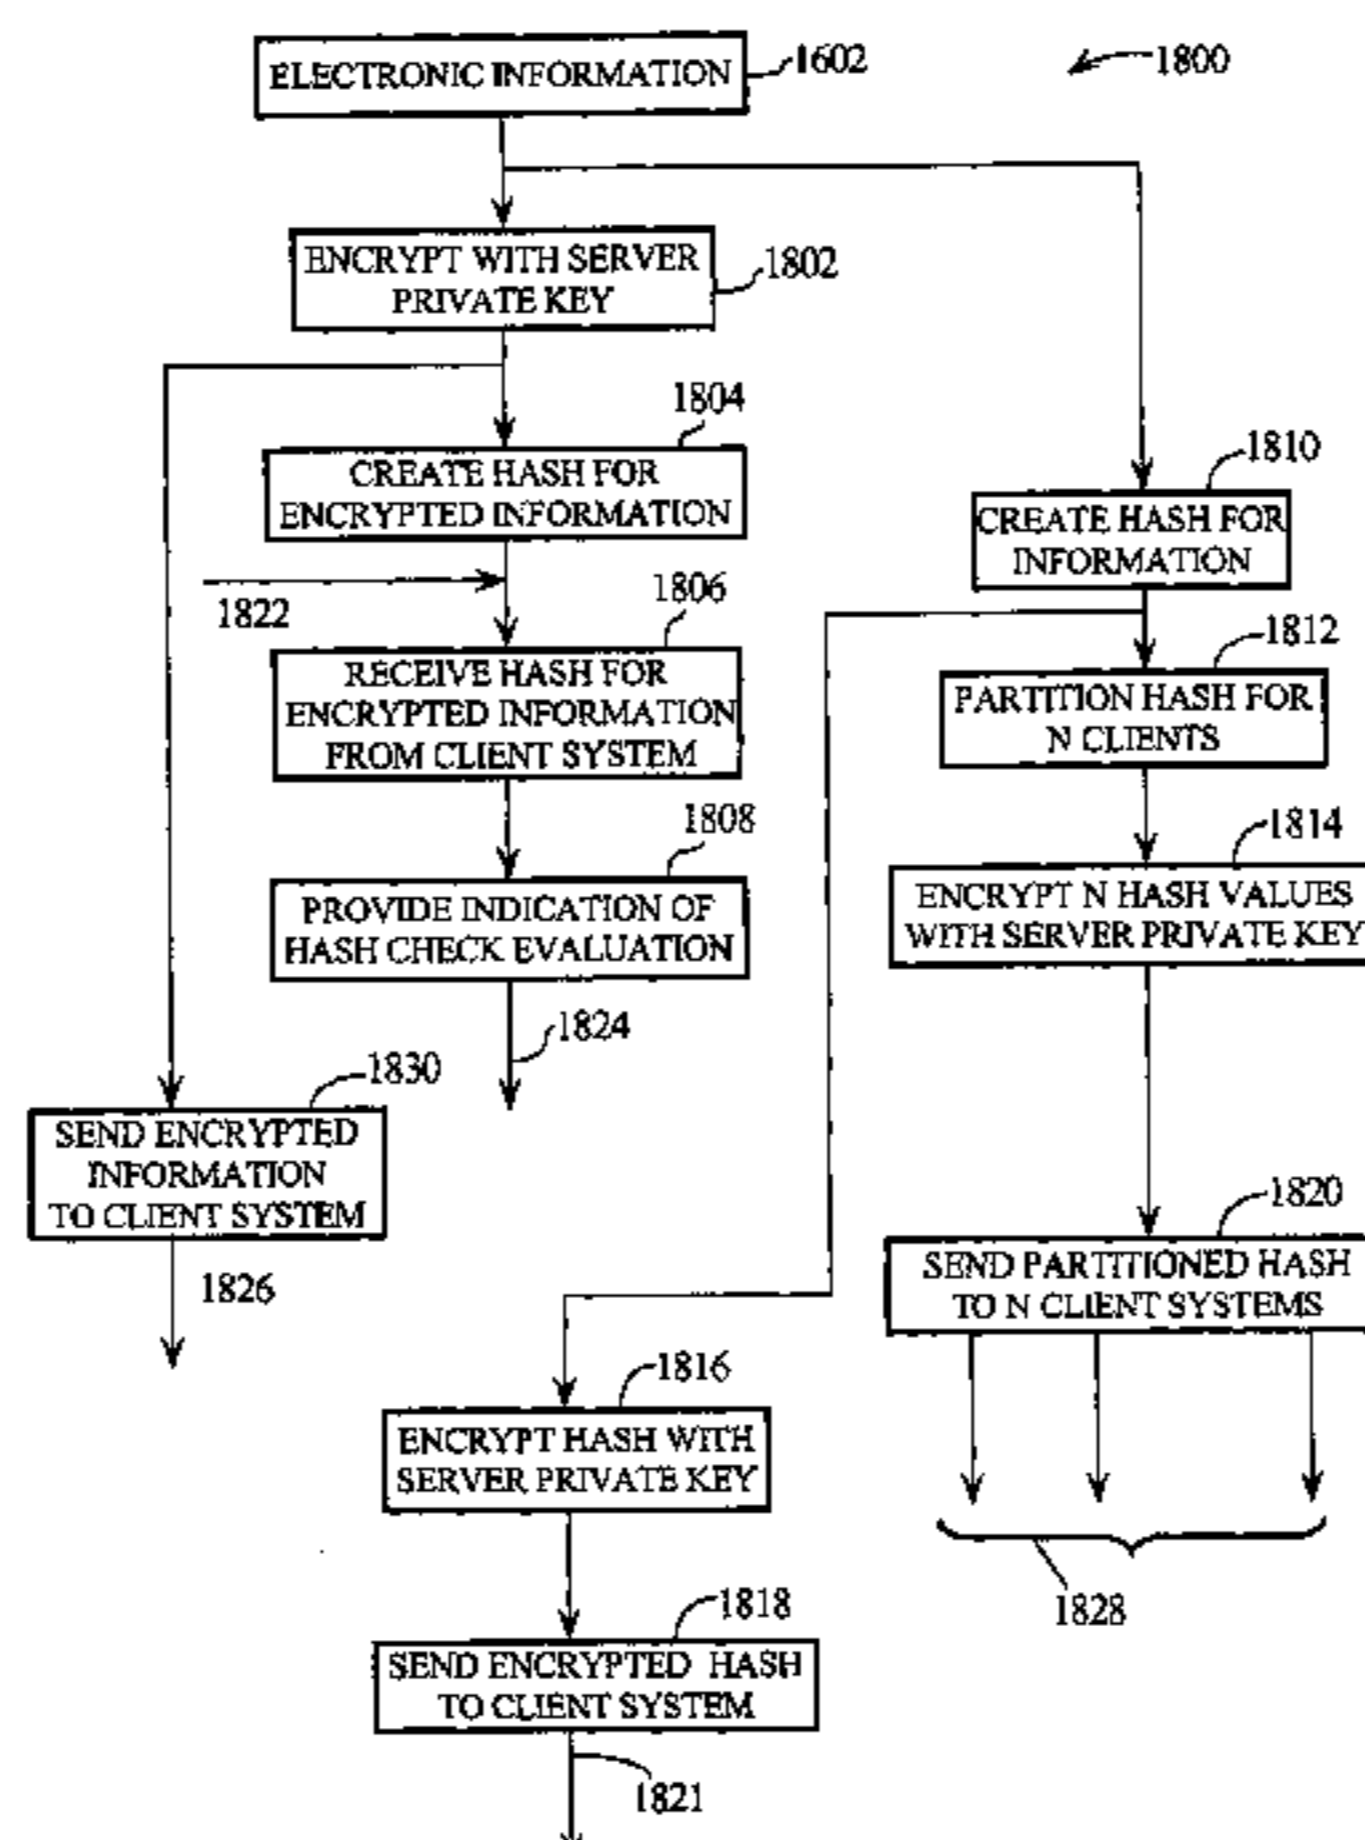 ELECTRONIC INFORMATION
1602
1800
ENCRYPT WITH SERVER
PRIVATE KEY
1802
1804
CREATE HASH FOR
ENCRYPTED INFORMATION
1810
CREATE HASH FOR
INFORMATION
1822
1806
RECEIVE HASH FOR
ENCRYPTED INFORMATION
FROM CLIENT SYSTEM
1812
PARTITION HASH FOR
N CLIENTS
1808
PROVIDE INDICATION OF
HASH CHECK EVALUATION
1814
ENCRYPT N HASH VALUES
WITH SERVER PRIVATE KEY
1824
1830
SEND ENCRYPTED
INFORMATION
TO CLIENT SYSTEM
1826
1820
SEND PARTITIONED HASH
TO N CLIENT SYSTEMS
1816
ENCRYPT HASH WITH
SERVER PRIVATE KEY
1828
1818
SEND ENCRYPTED HASH
TO CLIENT SYSTEM
1821